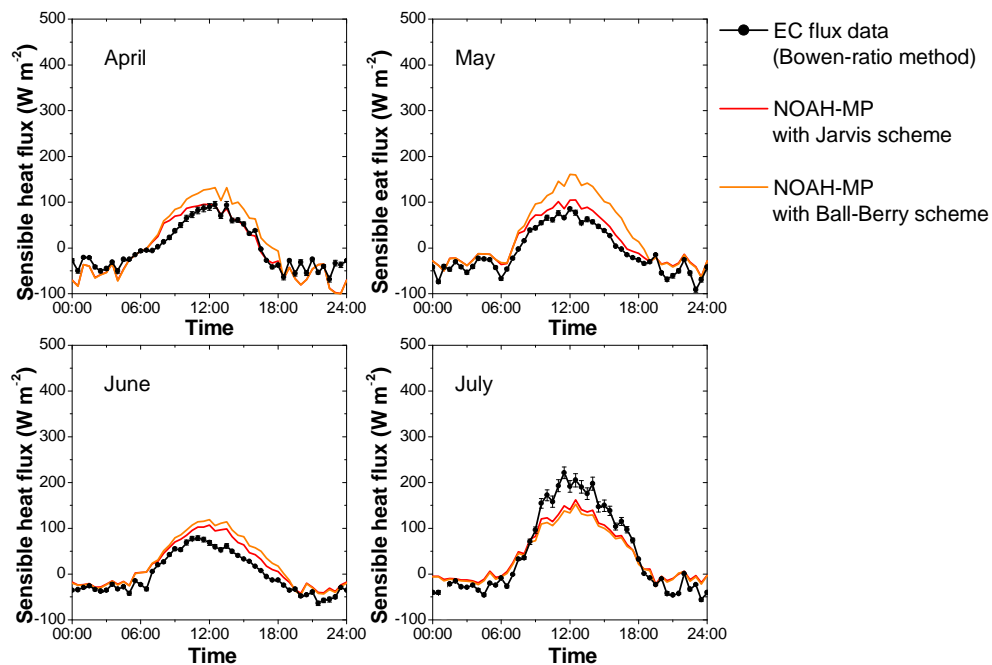 April
500
400
300
200
100
0
-100
00:00 06:00 12:00 18:00 24:00
Time
Sensible heat flux (W m-2)
May
500
400
300
200
100
0
-100
00:00 06:00 12:00 18:00 24:00
Time
Sensible eat flux (W m-2)
EC flux data
(Bowen-ratio method)
NOAH-MP
with Jarvis scheme
NOAH-MP
with Ball-Berry scheme
June
500
400
300
200
100
0
-100
00:00 06:00 12:00 18:00 24:00
Time
Sensible heat flux (W m-2)
July
500
400
300
200
100
0
-100
00:00 06:00 12:00 18:00 24:00
Time
Sensible heat flux (W m-2)